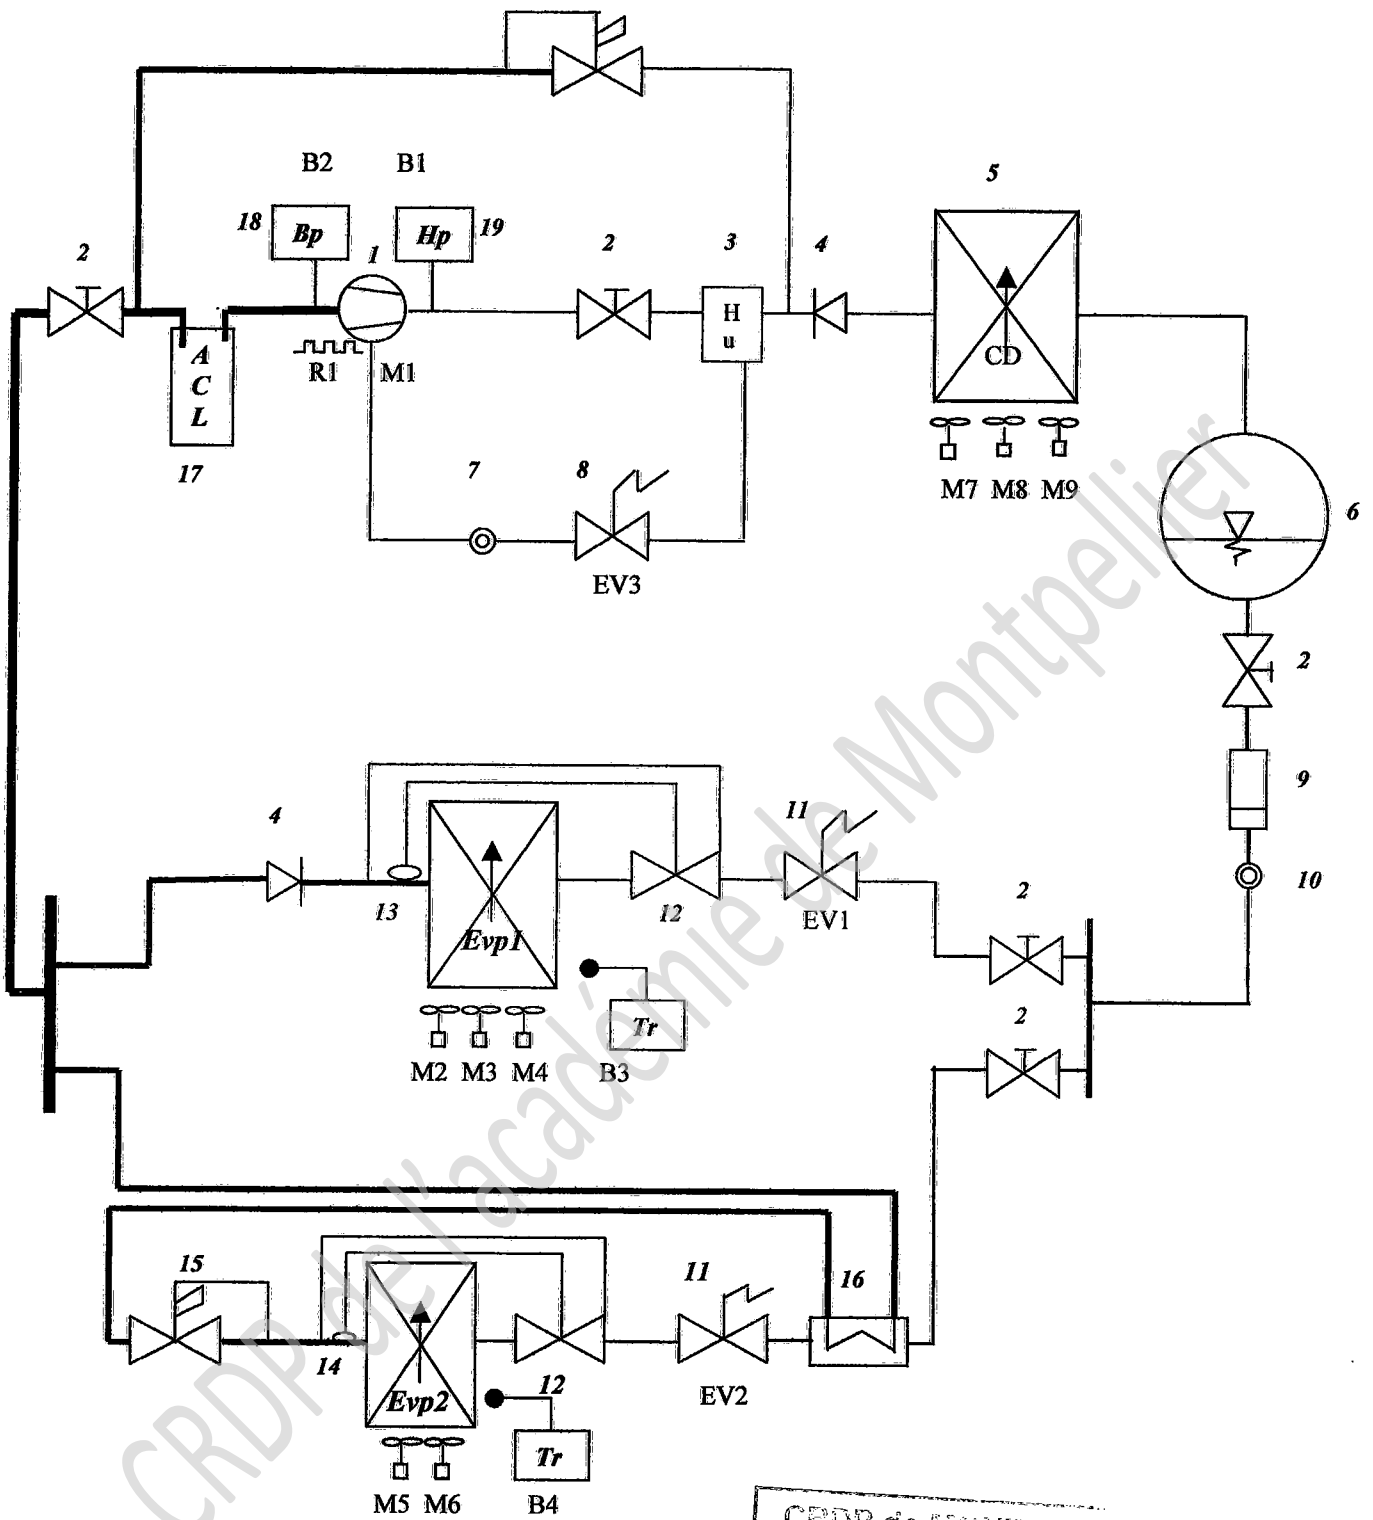 B2 B1
5
18 Bp Hp 19
2 1 2 3 4
H
u
A
C
L
R1 M1
CD
17
7 8
M7 M8 M9
6
EV3
2
9
4 11
10
13 12 EV1 2
Evp1
2
Tr
M2 M3 M4 B3
15 11 16
14 12
Evp2 EV2
Tr
M5 M6 B4
CRDP de l'académie de Montpellier
CRDP de